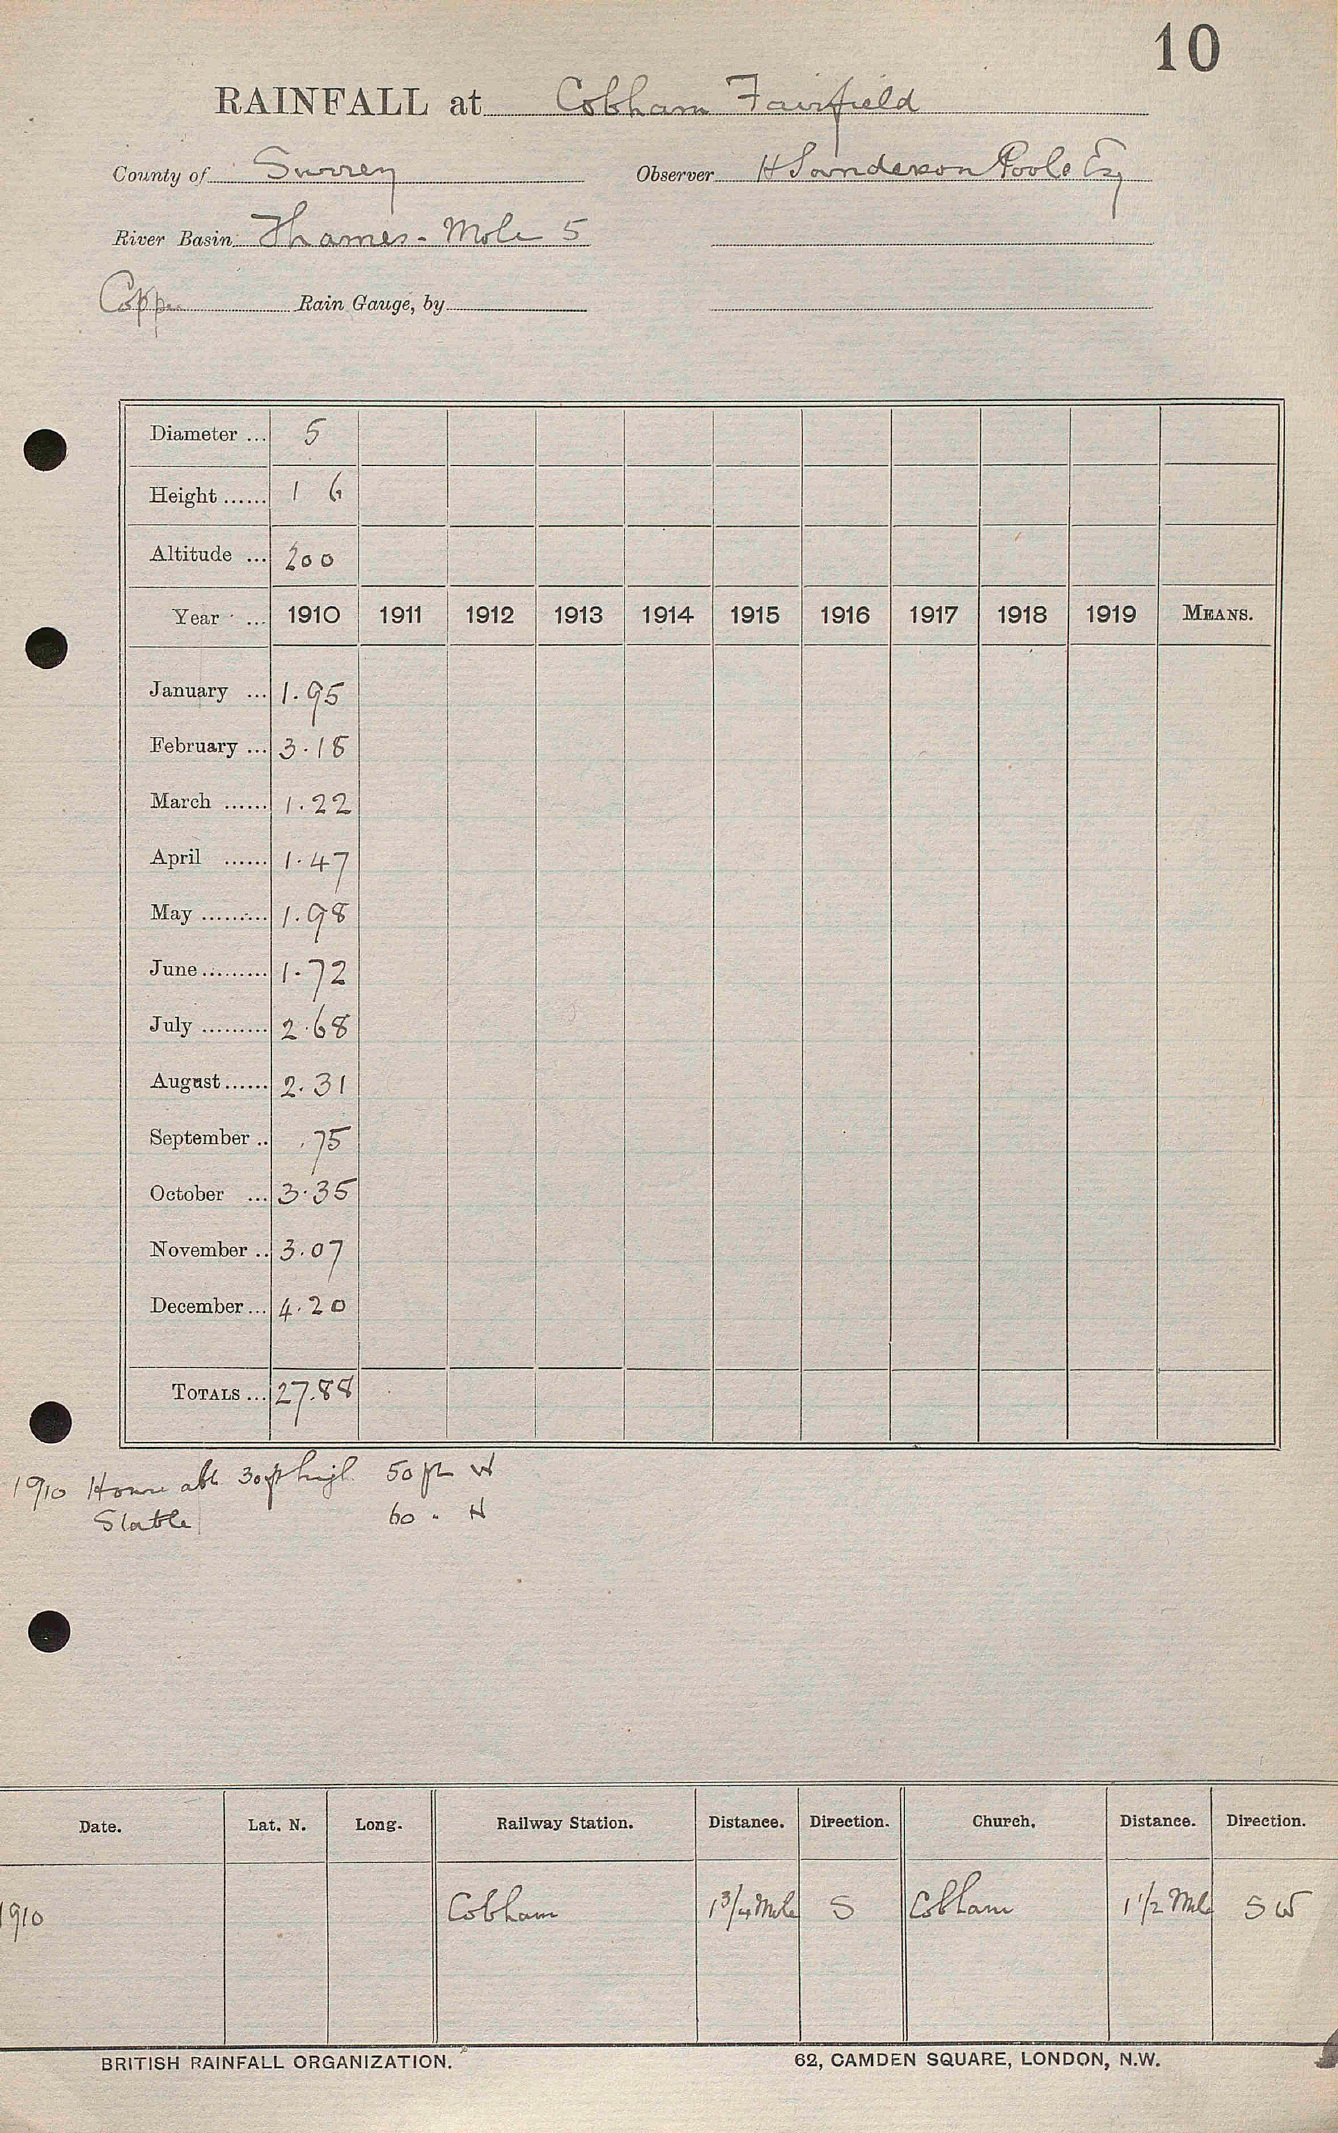 10
RAINFALL at Cobham Fairfield
County of Surrey Observer H Sanderson Poole Esq
River Basin Thames - Mole 5
Copper Rain Gauge, by
Diameter ... 5
Height ...... 1 6
Altitude ... 200
Year ... 1910 1911 1912 1913 1914 1915 1916 1917 1918 1919 MEANS.
January ... 1.95
February ... 3.18
March ...... 1.22
April ...... 1.47
May ......... 1.98
June ......... 1.72
July ......... 2.68
August ...... 2.31
September .. .75
October ... 3.35
November .. 3.07
December ... 4.20
TOTALS ... 27.88
1910 House abt 30 ft high 50 ft W
60 " N
Date. Lat. N. Long. Railway Station. Distance. Direction. Church. Distance. Direction.
1910 Cobham 1 3/4 Mile S Cobham 1 1/2 Mile SW
BRITISH RAINFALL ORGANIZATION. 62, CAMDEN SQUARE, LONDON, N.W.